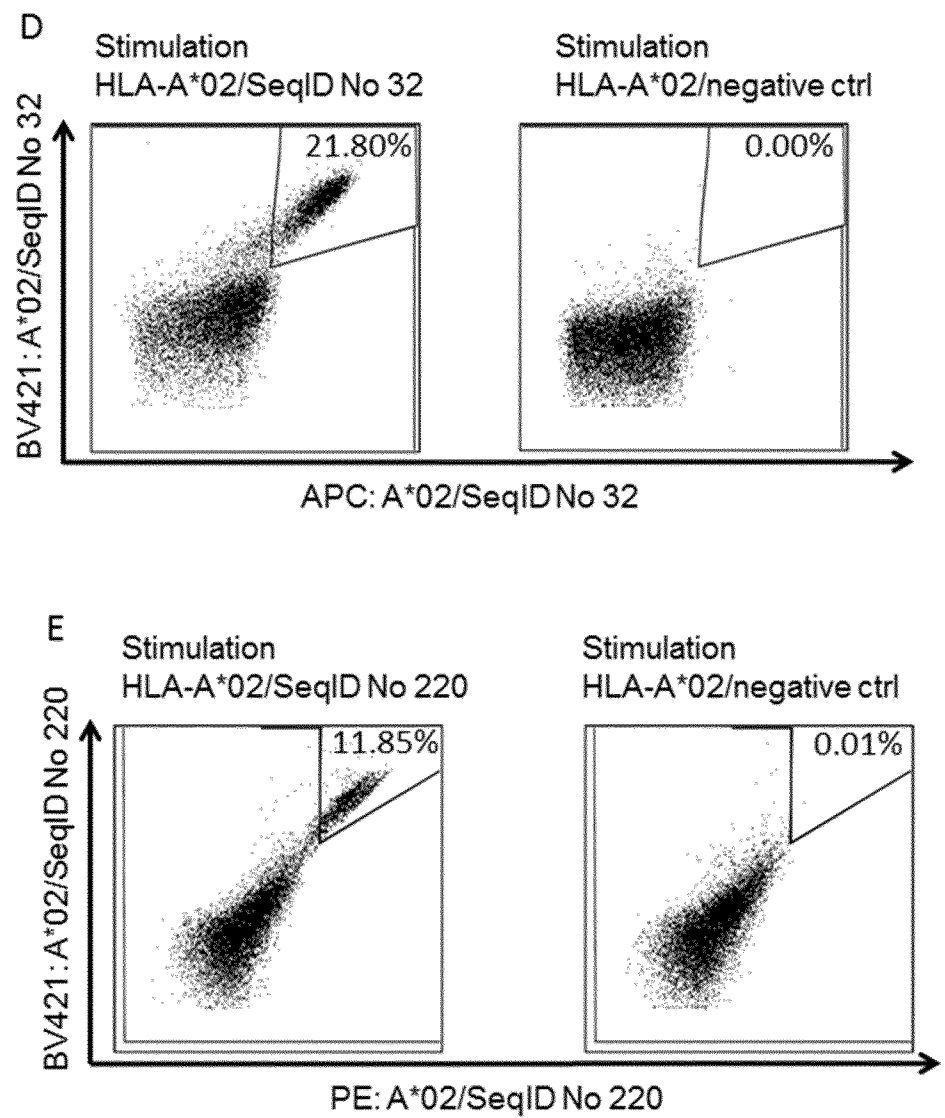 D
Stimulation
HLA-A*02/SeqID No 32
Stimulation
HLA-A*02/negative ctrl
BV421: A*02/SeqID No 32
21.80%
0.00%
APC: A*02/SeqID No 32
E
Stimulation
HLA-A*02/SeqID No 220
Stimulation
HLA-A*02/negative ctrl
BV421: A*02/SeqID No 220
11.85%
0.01%
PE: A*02/SeqID No 220